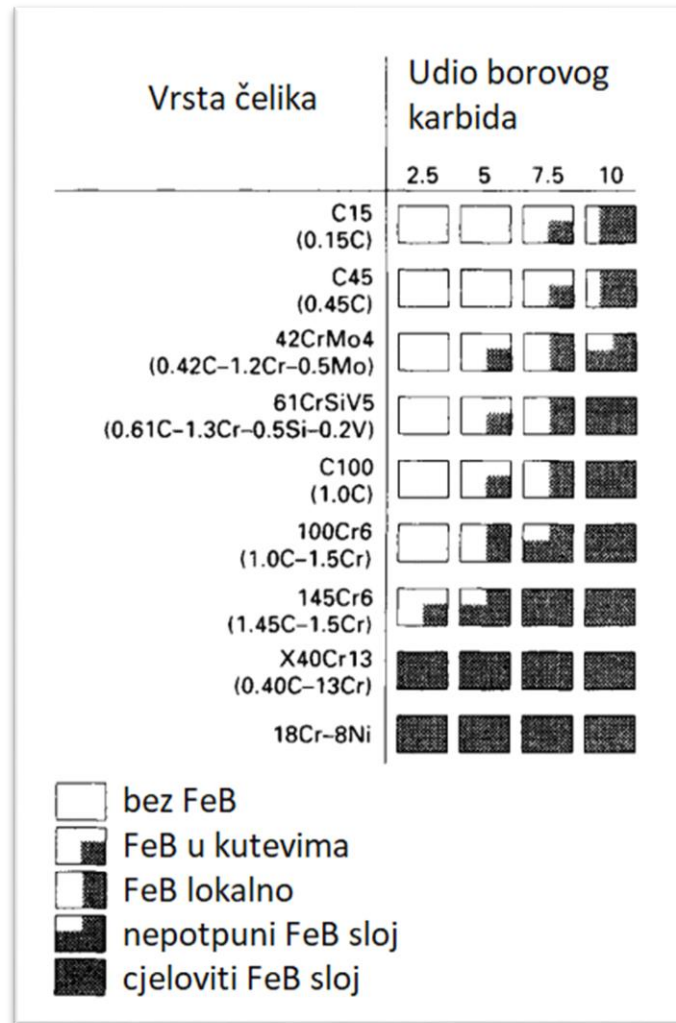 Vrsta čelika
Udio borovog
karbida
2.5 5 7.5 10
C15
(0.15C)
C45
(0.45C)
42CrMo4
(0.42C–1.2Cr–0.5Mo)
61CrSiV5
(0.61C–1.3Cr–0.5Si–0.2V)
C100
(1.0C)
100Cr6
(1.0C–1.5Cr)
145Cr6
(1.45C–1.5Cr)
X40Cr13
(0.40C–13Cr)
18Cr–8Ni
bez FeB
FeB u kutevima
FeB lokalno
nepotpuni FeB sloj
cjeloviti FeB sloj